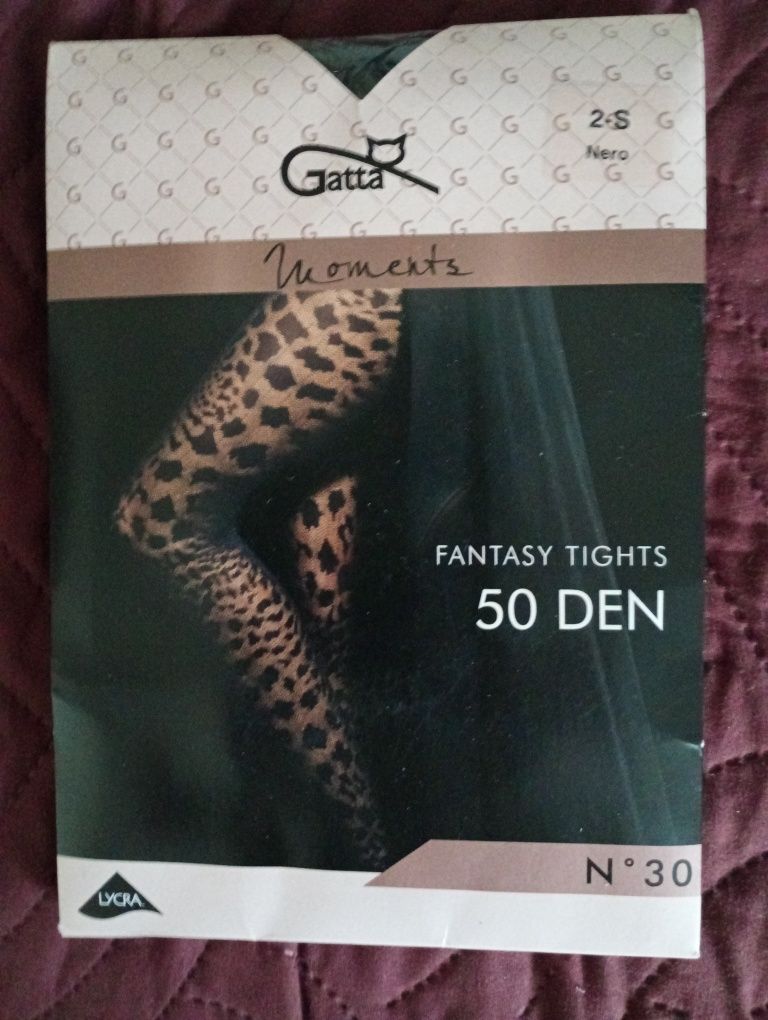 2-S
Nero
Gatta
Moments
FANTASY TIGHTS
50 DEN
N°30
LYCRA